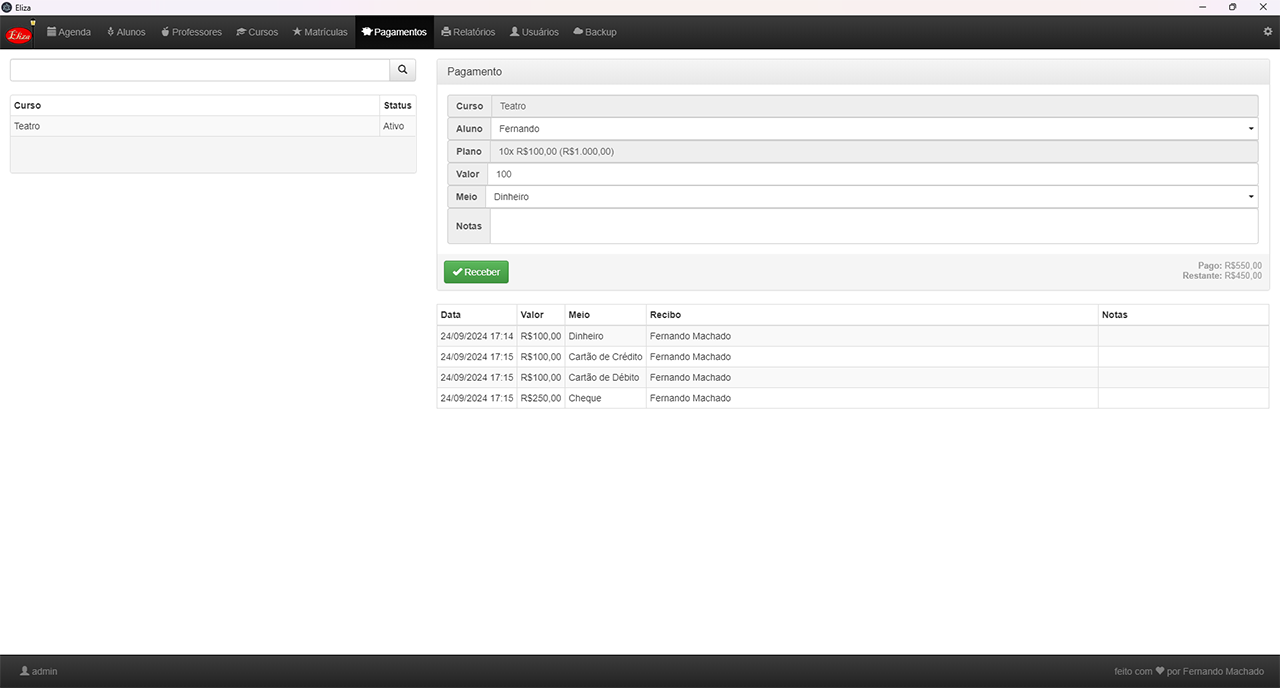 Eliza
Eliza Agenda Alunos Professores Cursos Matrículas Pagamentos Relatórios Usuários Backup
Curso Status
Teatro Ativo
Pagamento
Curso Teatro
Aluno Fernando
Plano 10x R$100,00 (R$1.000,00)
Valor 100
Meio Dinheiro
Notas
Receber
Pago: R$550,00
Restante: R$450,00
Data Valor Meio Recibo Notas
24/09/2024 17:14 R$100,00 Dinheiro Fernando Machado
24/09/2024 17:15 R$100,00 Cartão de Crédito Fernando Machado
24/09/2024 17:15 R$100,00 Cartão de Débito Fernando Machado
24/09/2024 17:15 R$250,00 Cheque Fernando Machado
admin
feito com ❤ por Fernando Machado